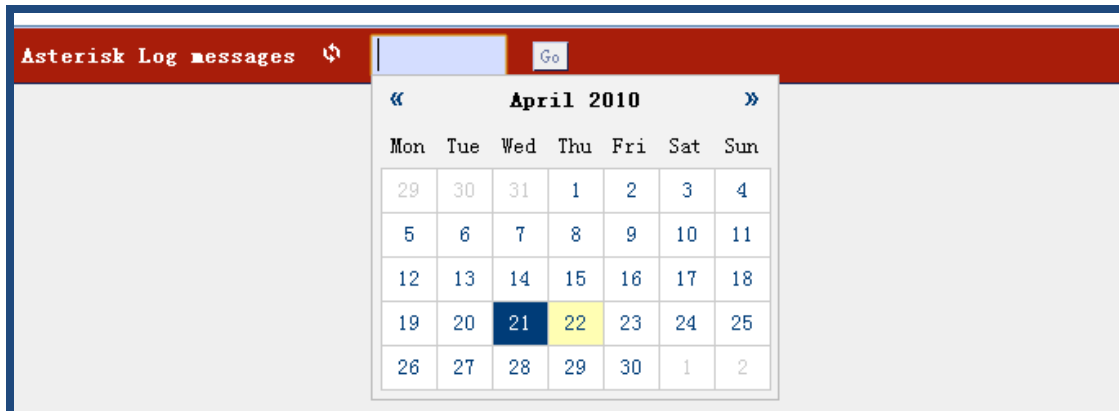 Asterisk Log messages Go
« April 2010 »
Mon Tue Wed Thu Fri Sat Sun
29 30 31 1 2 3 4
5 6 7 8 9 10 11
12 13 14 15 16 17 18
19 20 21 22 23 24 25
26 27 28 29 30 1 2